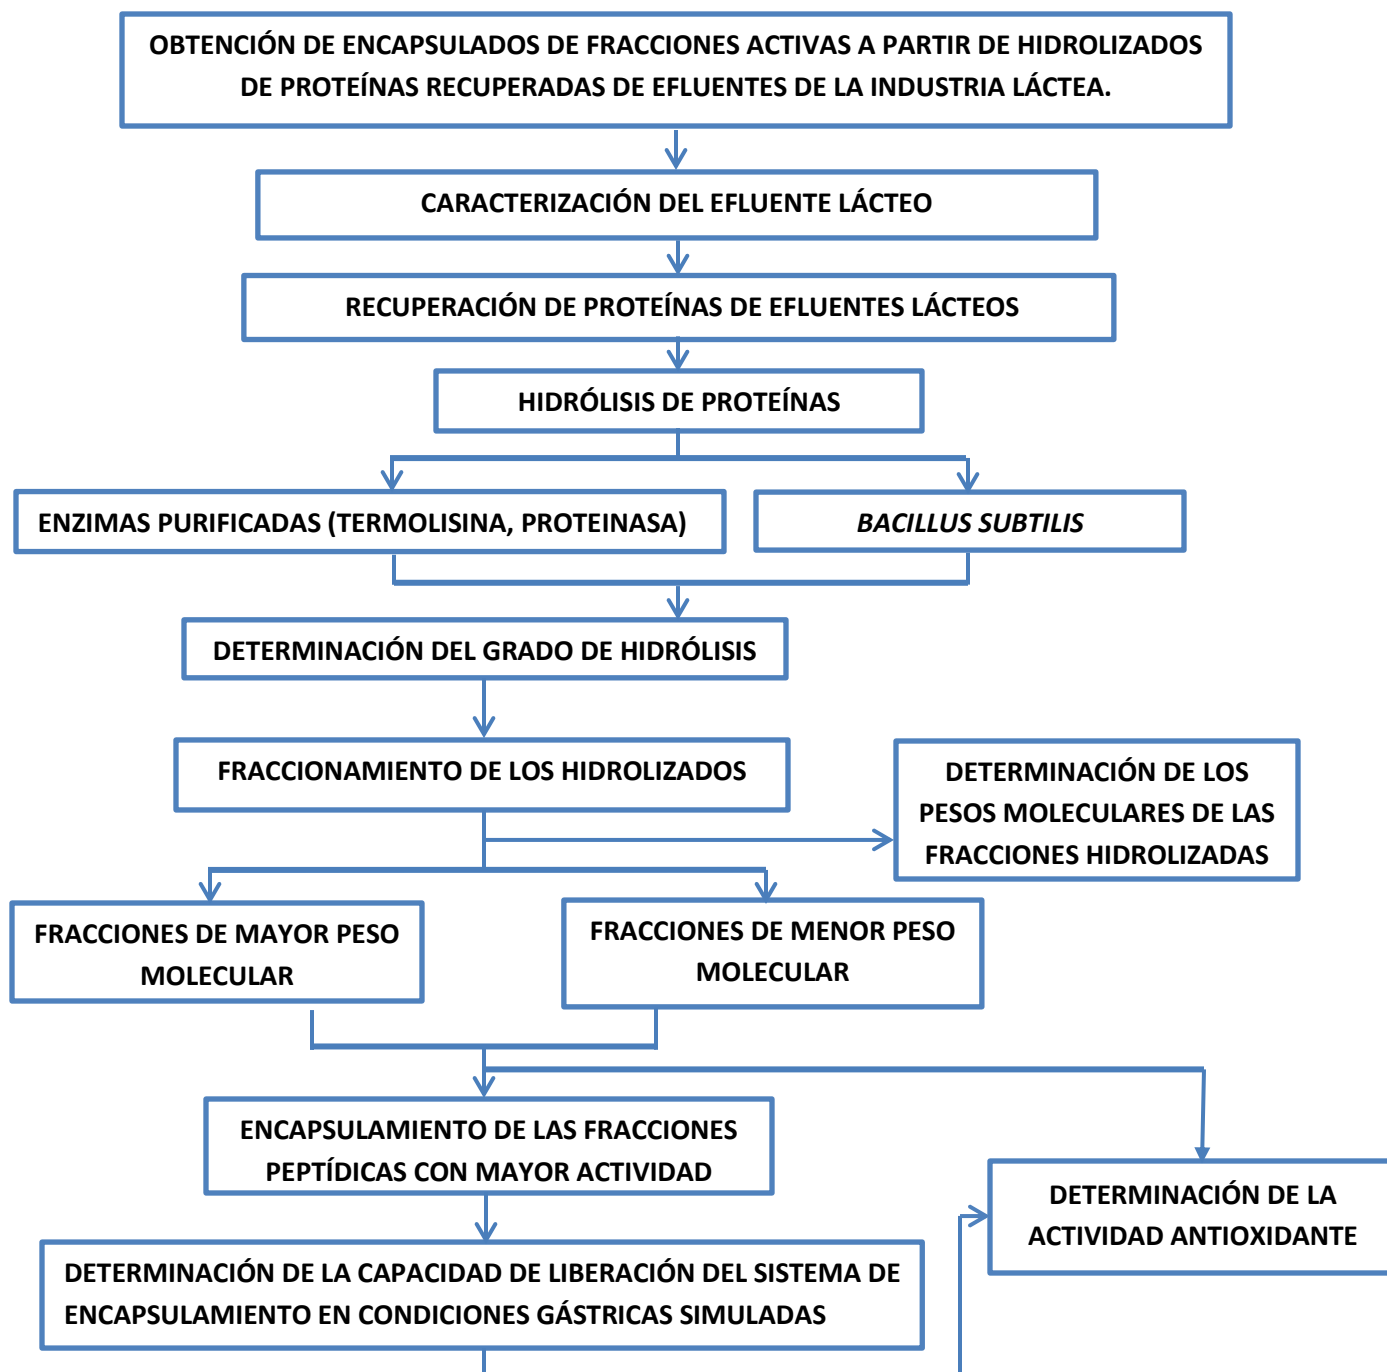 OBTENCIÓN DE ENCAPSULADOS DE FRACCIONES ACTIVAS A PARTIR DE HIDROLIZADOS
DE PROTEÍNAS RECUPERADAS DE EFLUENTES DE LA INDUSTRIA LÁCTEA.
CARACTERIZACIÓN DEL EFLUENTE LÁCTEO
RECUPERACIÓN DE PROTEÍNAS DE EFLUENTES LÁCTEOS
HIDRÓLISIS DE PROTEÍNAS
ENZIMAS PURIFICADAS (TERMOLISINA, PROTEINASA)
BACILLUS SUBTILIS
DETERMINACIÓN DEL GRADO DE HIDRÓLISIS
FRACCIONAMIENTO DE LOS HIDROLIZADOS
DETERMINACIÓN DE LOS
PESOS MOLECULARES DE LAS
FRACCIONES HIDROLIZADAS
FRACCIONES DE MAYOR PESO
MOLECULAR
FRACCIONES DE MENOR PESO
MOLECULAR
ENCAPSULAMIENTO DE LAS FRACCIONES
PEPTÍDICAS CON MAYOR ACTIVIDAD
DETERMINACIÓN DE LA
ACTIVIDAD ANTIOXIDANTE
DETERMINACIÓN DE LA CAPACIDAD DE LIBERACIÓN DEL SISTEMA DE
ENCAPSULAMIENTO EN CONDICIONES GÁSTRICAS SIMULADAS